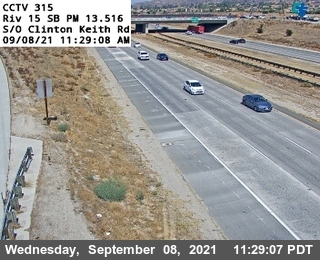 CCTV 315
Riv 15 SB PM 13.516
S/O Clinton Keith Rd
09/08/21 11:29:08 AM
Wednesday, September 08, 2021 11:29:07 PDT